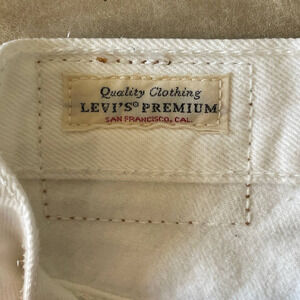 Quality Clothing
LEVI'S® PREMIUM
SAN FRANCISCO, CAL.